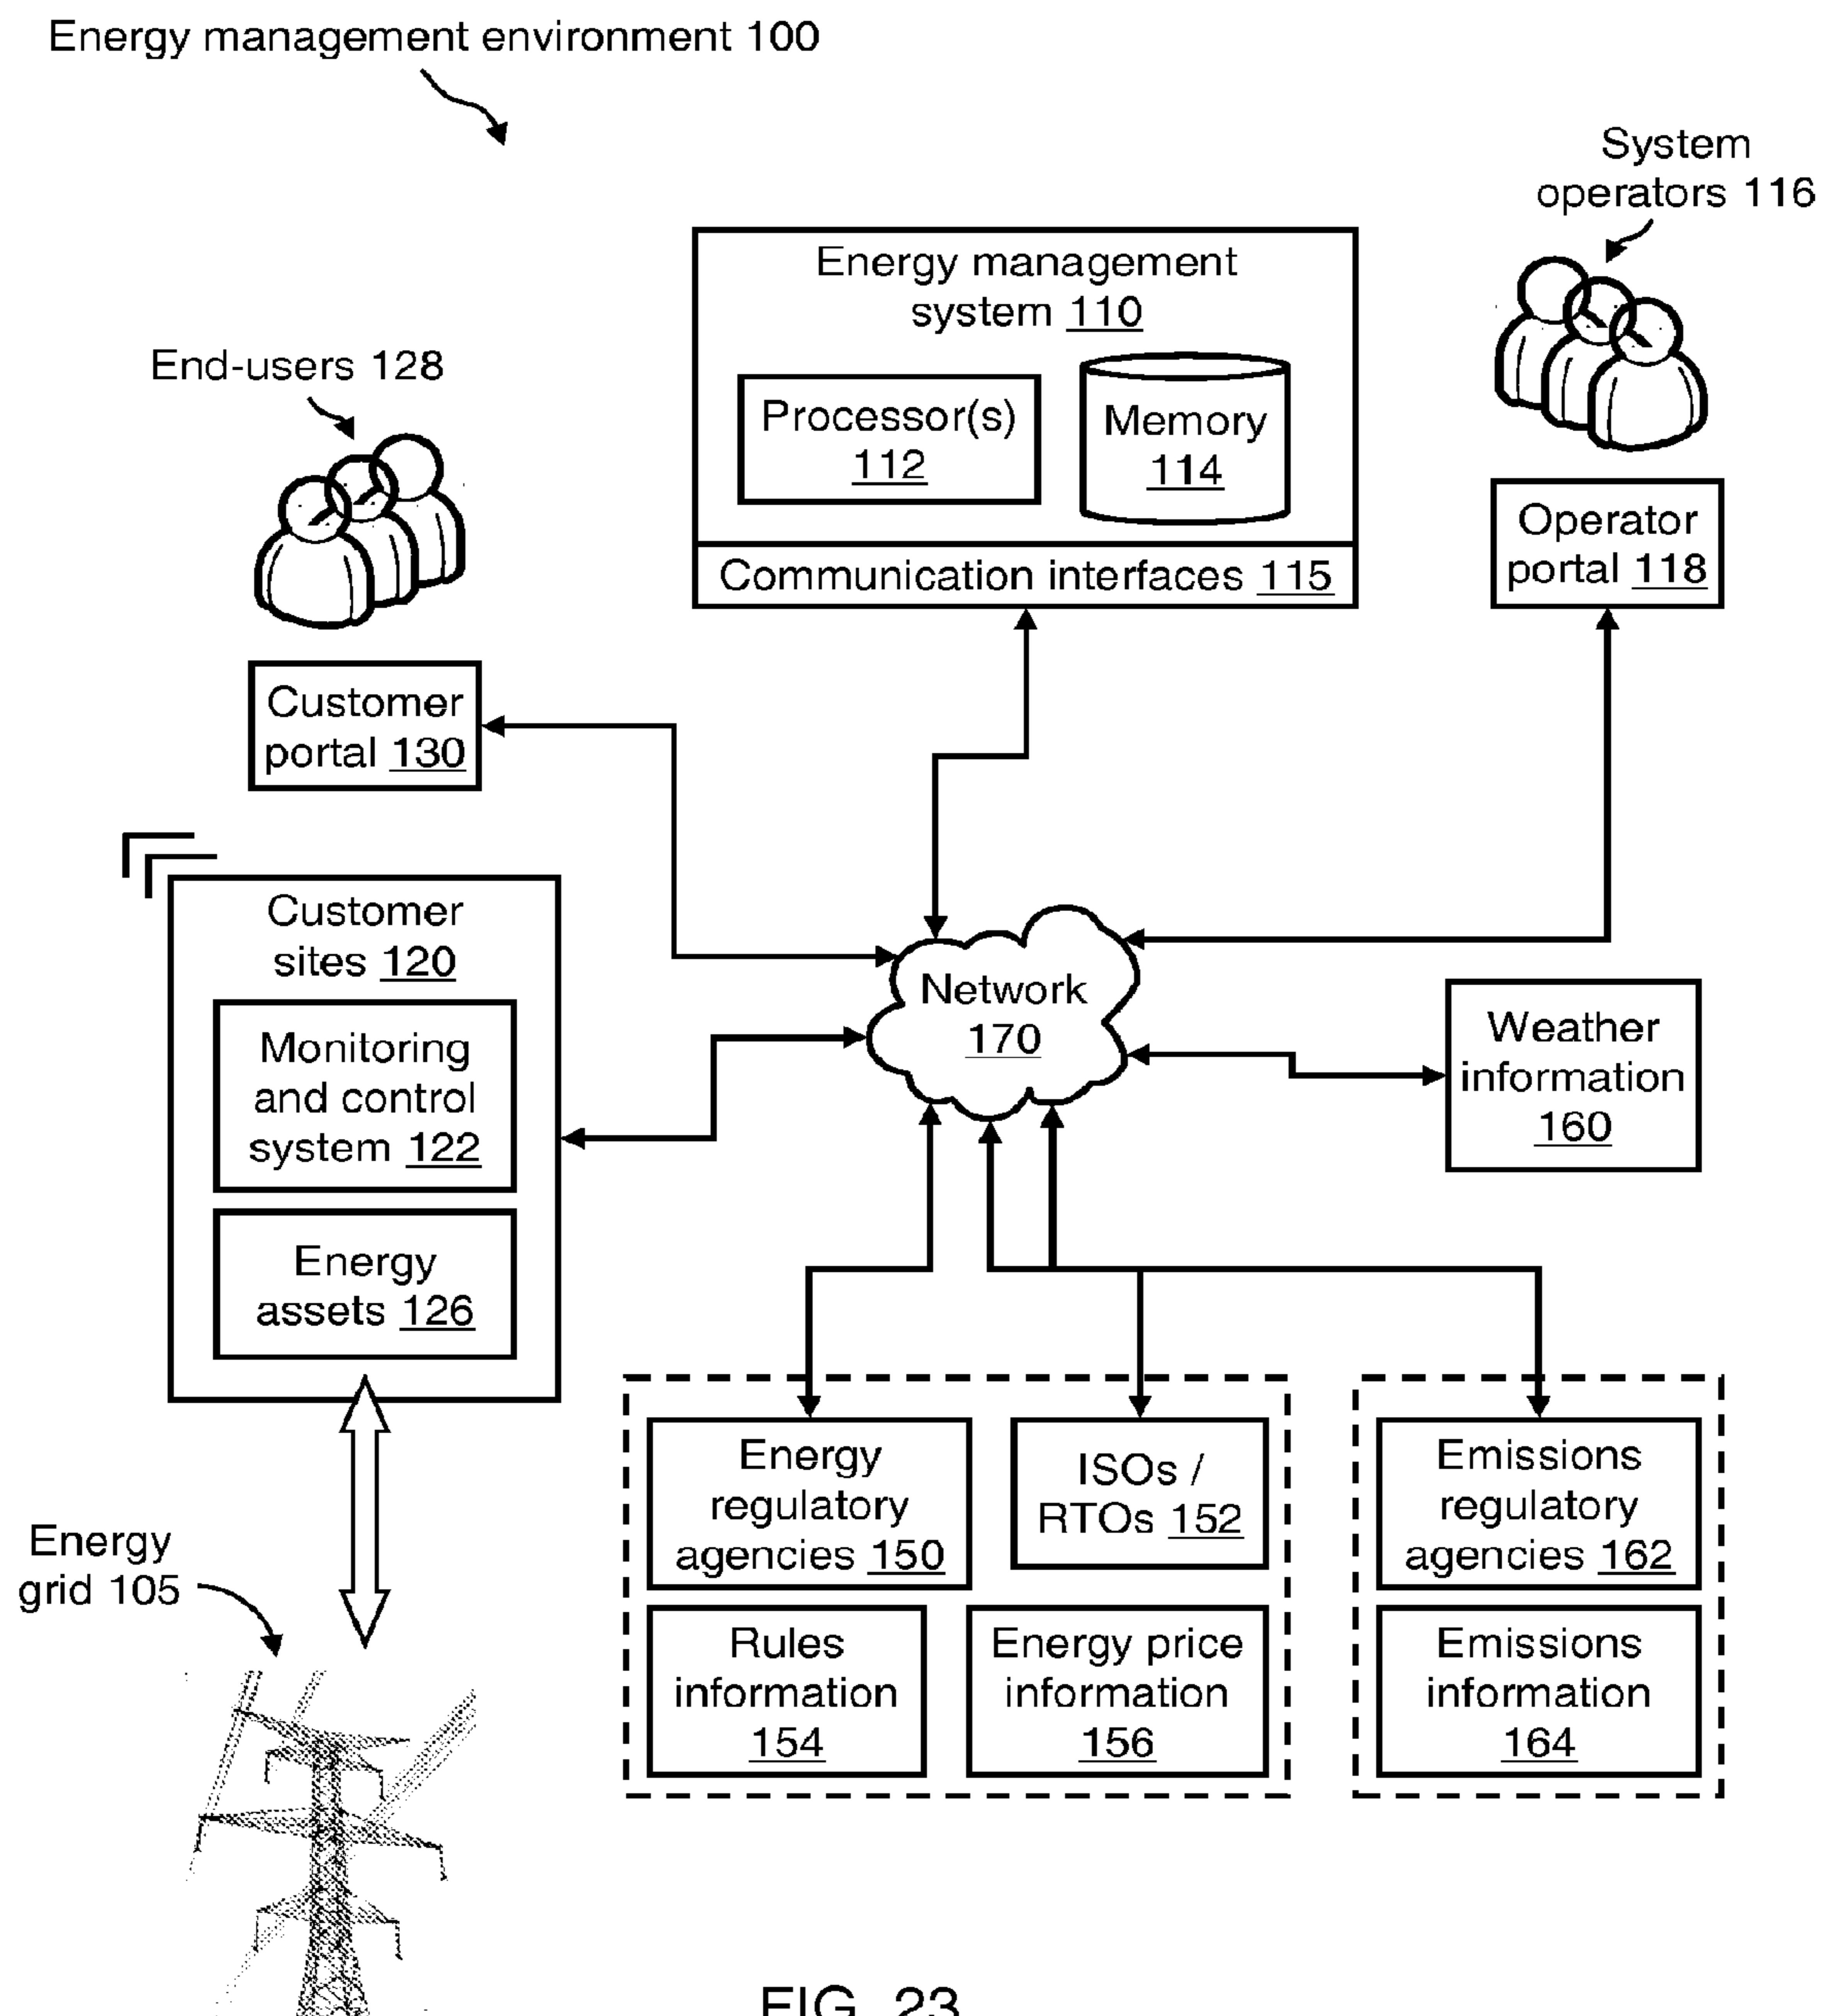 Energy management environment 100
System
operators 116
Energy management
system 110
Processor(s)
112
Memory
114
Communication interfaces 115
End-users 128
Operator
portal 118
Customer
portal 130
Customer
sites 120
Monitoring
and control
system 122
Energy
assets 126
Network
170
Weather
information
160
Energy
grid 105
Energy
regulatory
agencies 150
ISOs /
RTOs 152
Emissions
regulatory
agencies 162
Rules
information
154
Energy price
information
156
Emissions
information
164
FIG. 23